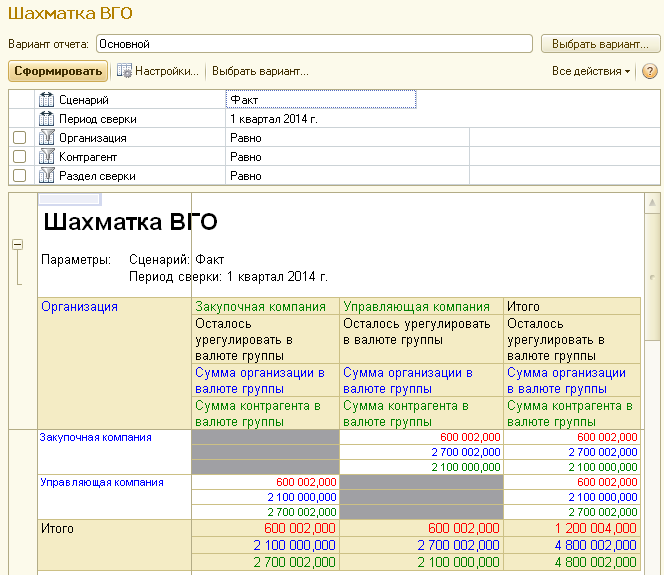 Шахматка ВГО
Вариант отчета: Основной Выбрать вариант...
Сформировать Настройки... Выбрать вариант... Все действия ?
Сценарий Факт
Период сверки 1 квартал 2014 г.
Организация Равно
Контрагент Равно
Раздел сверки Равно
Шахматка ВГО
Параметры: Сценарий: Факт
Период сверки: 1 квартал 2014 г.
Организация Закупочная компания Управляющая компания Итого
Осталось Осталось урегулировать Осталось
урегулировать в в валюте группы урегулировать в
валюте группы валюте группы
Сумма организации в Сумма организации в Сумма организации
валюте группы валюте группы в валюте группы
Сумма контрагента в Сумма контрагента в Сумма контрагента в
валюте группы валюте группы валюте группы
Закупочная компания 600 002,000 600 002,000
2 700 002,000 2 700 002,000
2 100 000,000 2 100 000,000
Управляющая компания 600 002,000 600 002,000
2 100 000,000 2 100 000,000
2 700 002,000 2 700 002,000
Итого 600 002,000 600 002,000 1 200 004,000
2 100 000,000 2 700 002,000 4 800 002,000
2 700 002,000 2 100 000,000 4 800 002,000